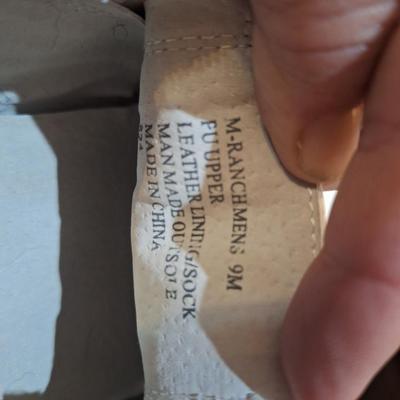 M-RANCHMENS 9M
PU UPPER
LEATHER LINING/SOCK
MAN MADE OUTSOLE
MADE IN CHINA